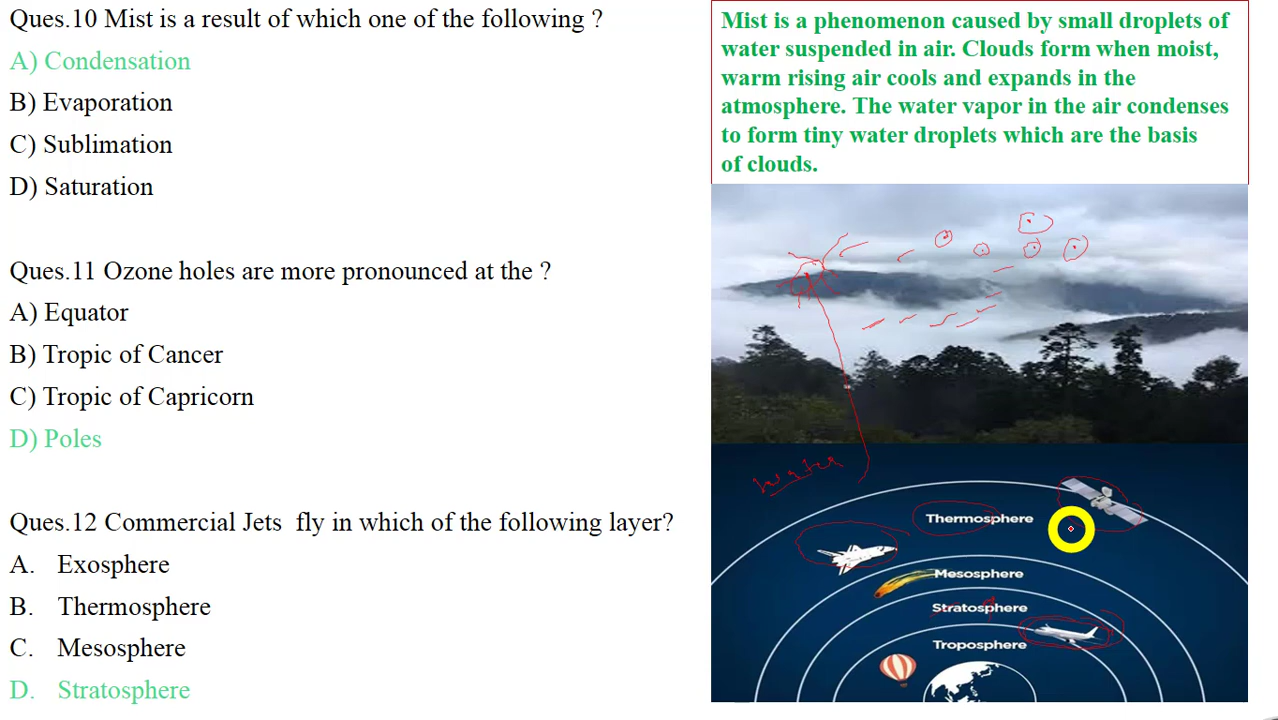 Ques.10 Mist is a result of which one of the following ?
A) Condensation
B) Evaporation
C) Sublimation
D) Saturation
Ques.11 Ozone holes are more pronounced at the ?
A) Equator
B) Tropic of Cancer
C) Tropic of Capricorn
D) Poles
Ques.12 Commercial Jets fly in which of the following layer?
A. Exosphere
B. Thermosphere
C. Mesosphere
D. Stratosphere
Mist is a phenomenon caused by small droplets of
water suspended in air. Clouds form when moist,
warm rising air cools and expands in the
atmosphere. The water vapor in the air condenses
to form tiny water droplets which are the basis
of clouds.
water
Thermosphere
Mesosphere
Stratosphere
Troposphere